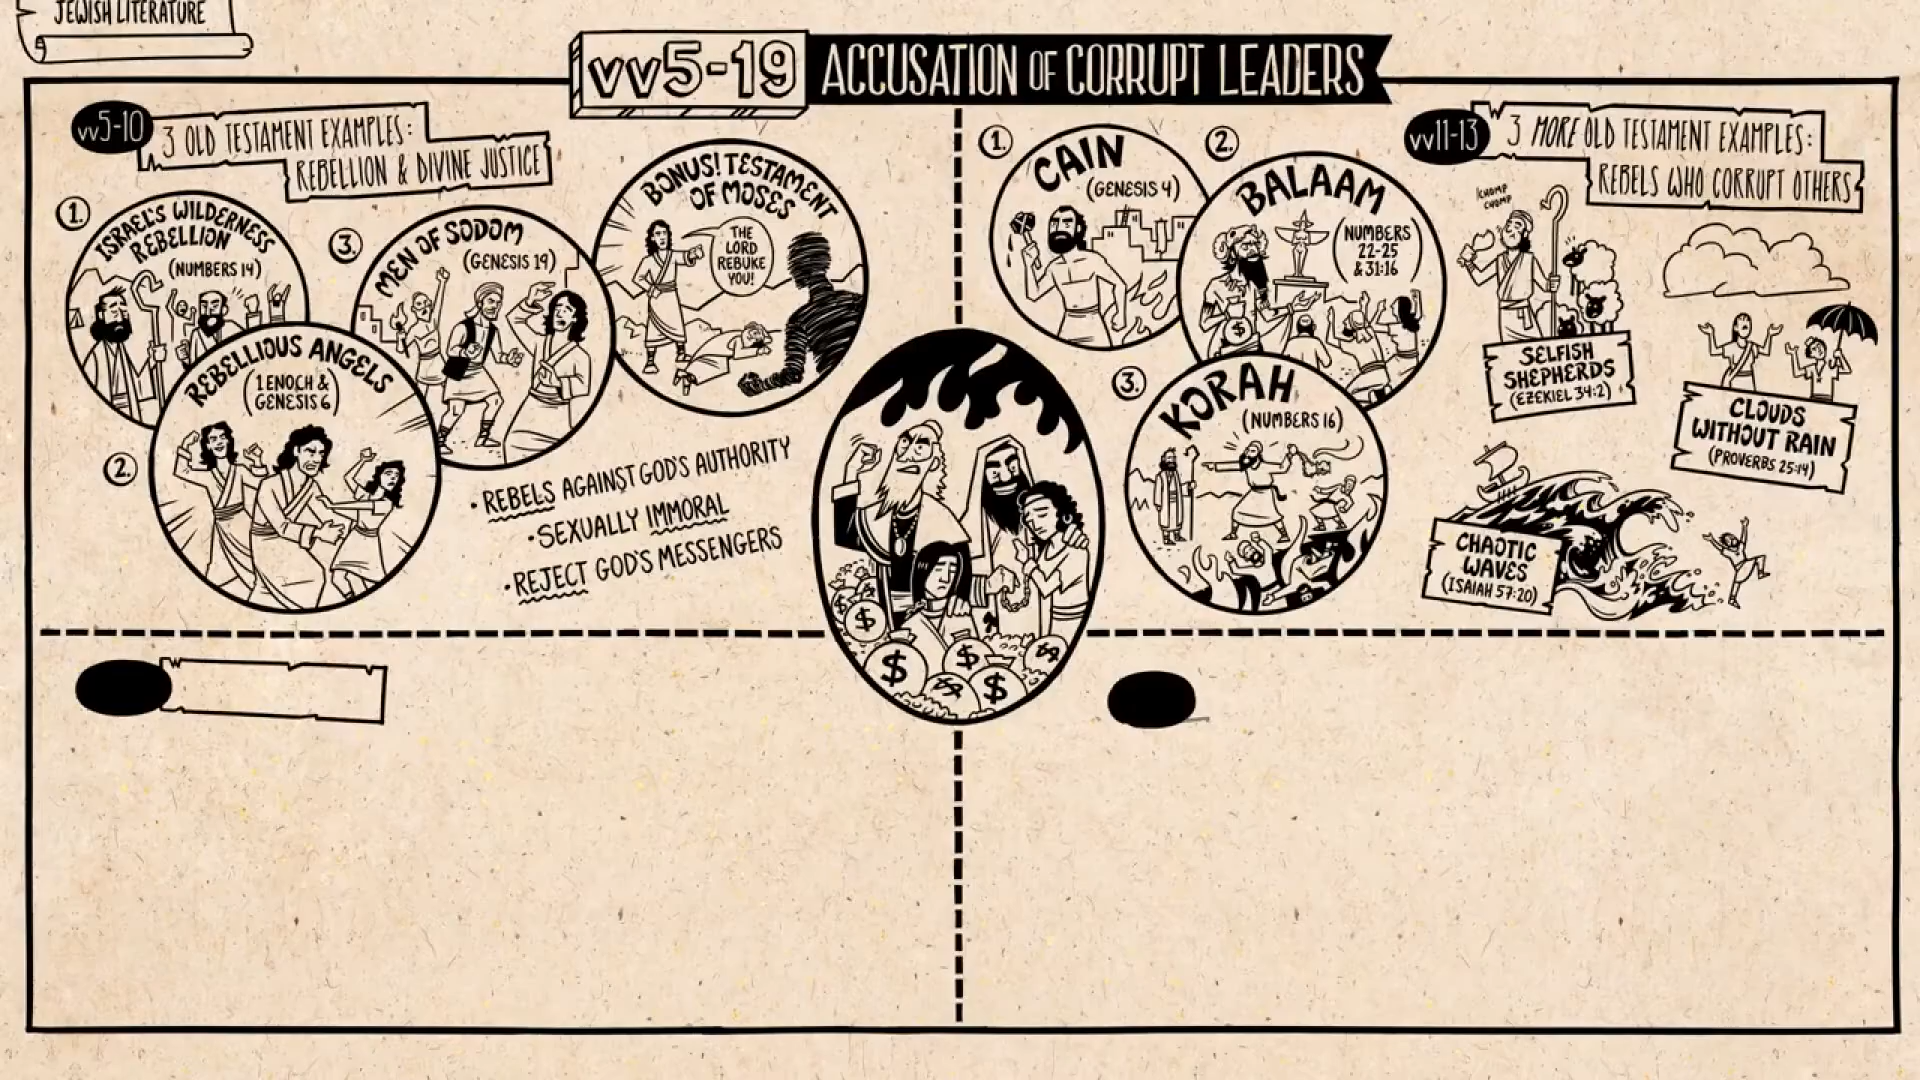 JEWISH LITERATURE
vv5-19 ACCUSATION OF CORRUPT LEADERS
vv5-10
3 OLD TESTAMENT EXAMPLES:
REBELLION & DIVINE JUSTICE
1.
ISRAEL'S WILDERNESS
REBELLION
(NUMBERS 14)
2.
REBELLIOUS ANGELS
(1 ENOCH &
GENESIS 6)
3.
MEN OF SODOM
(GENESIS 19)
BONUS! TESTAMENT
OF MOSES
THE
LORD
REBUKE
YOU!
• REBELS AGAINST GOD'S AUTHORITY
• SEXUALLY IMMORAL
• REJECT GOD'S MESSENGERS
$
$
$
$
$
1.
CAIN
(GENESIS 4)
2.
BALAAM
(NUMBERS
22-25
& 31:16)
$
3.
KORAH
(NUMBERS 16)
vv11-13
3 MORE OLD TESTAMENT EXAMPLES:
REBELS WHO CORRUPT OTHERS
CHOMP
CHOMP
SELFISH
SHEPHERDS
(EZEKIEL 34:2)
CLOUDS
WITHOUT RAIN
(PROVERBS 25:14)
CHAOTIC
WAVES
(ISAIAH 57:20)